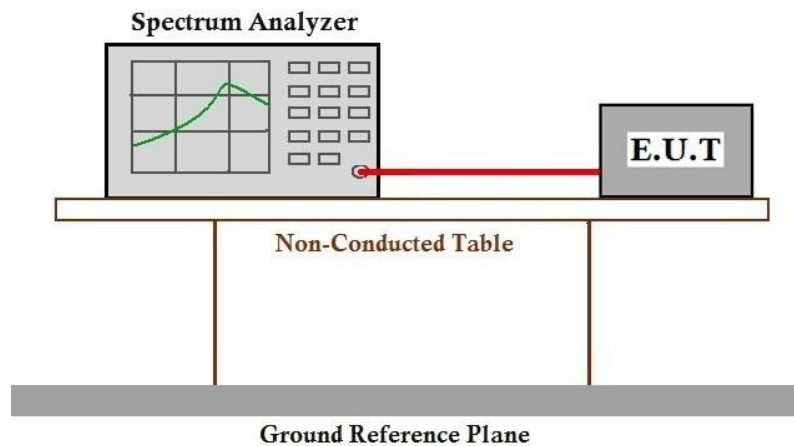 Spectrum Analyzer
E.U.T
Non-Conducted Table
Ground Reference Plane